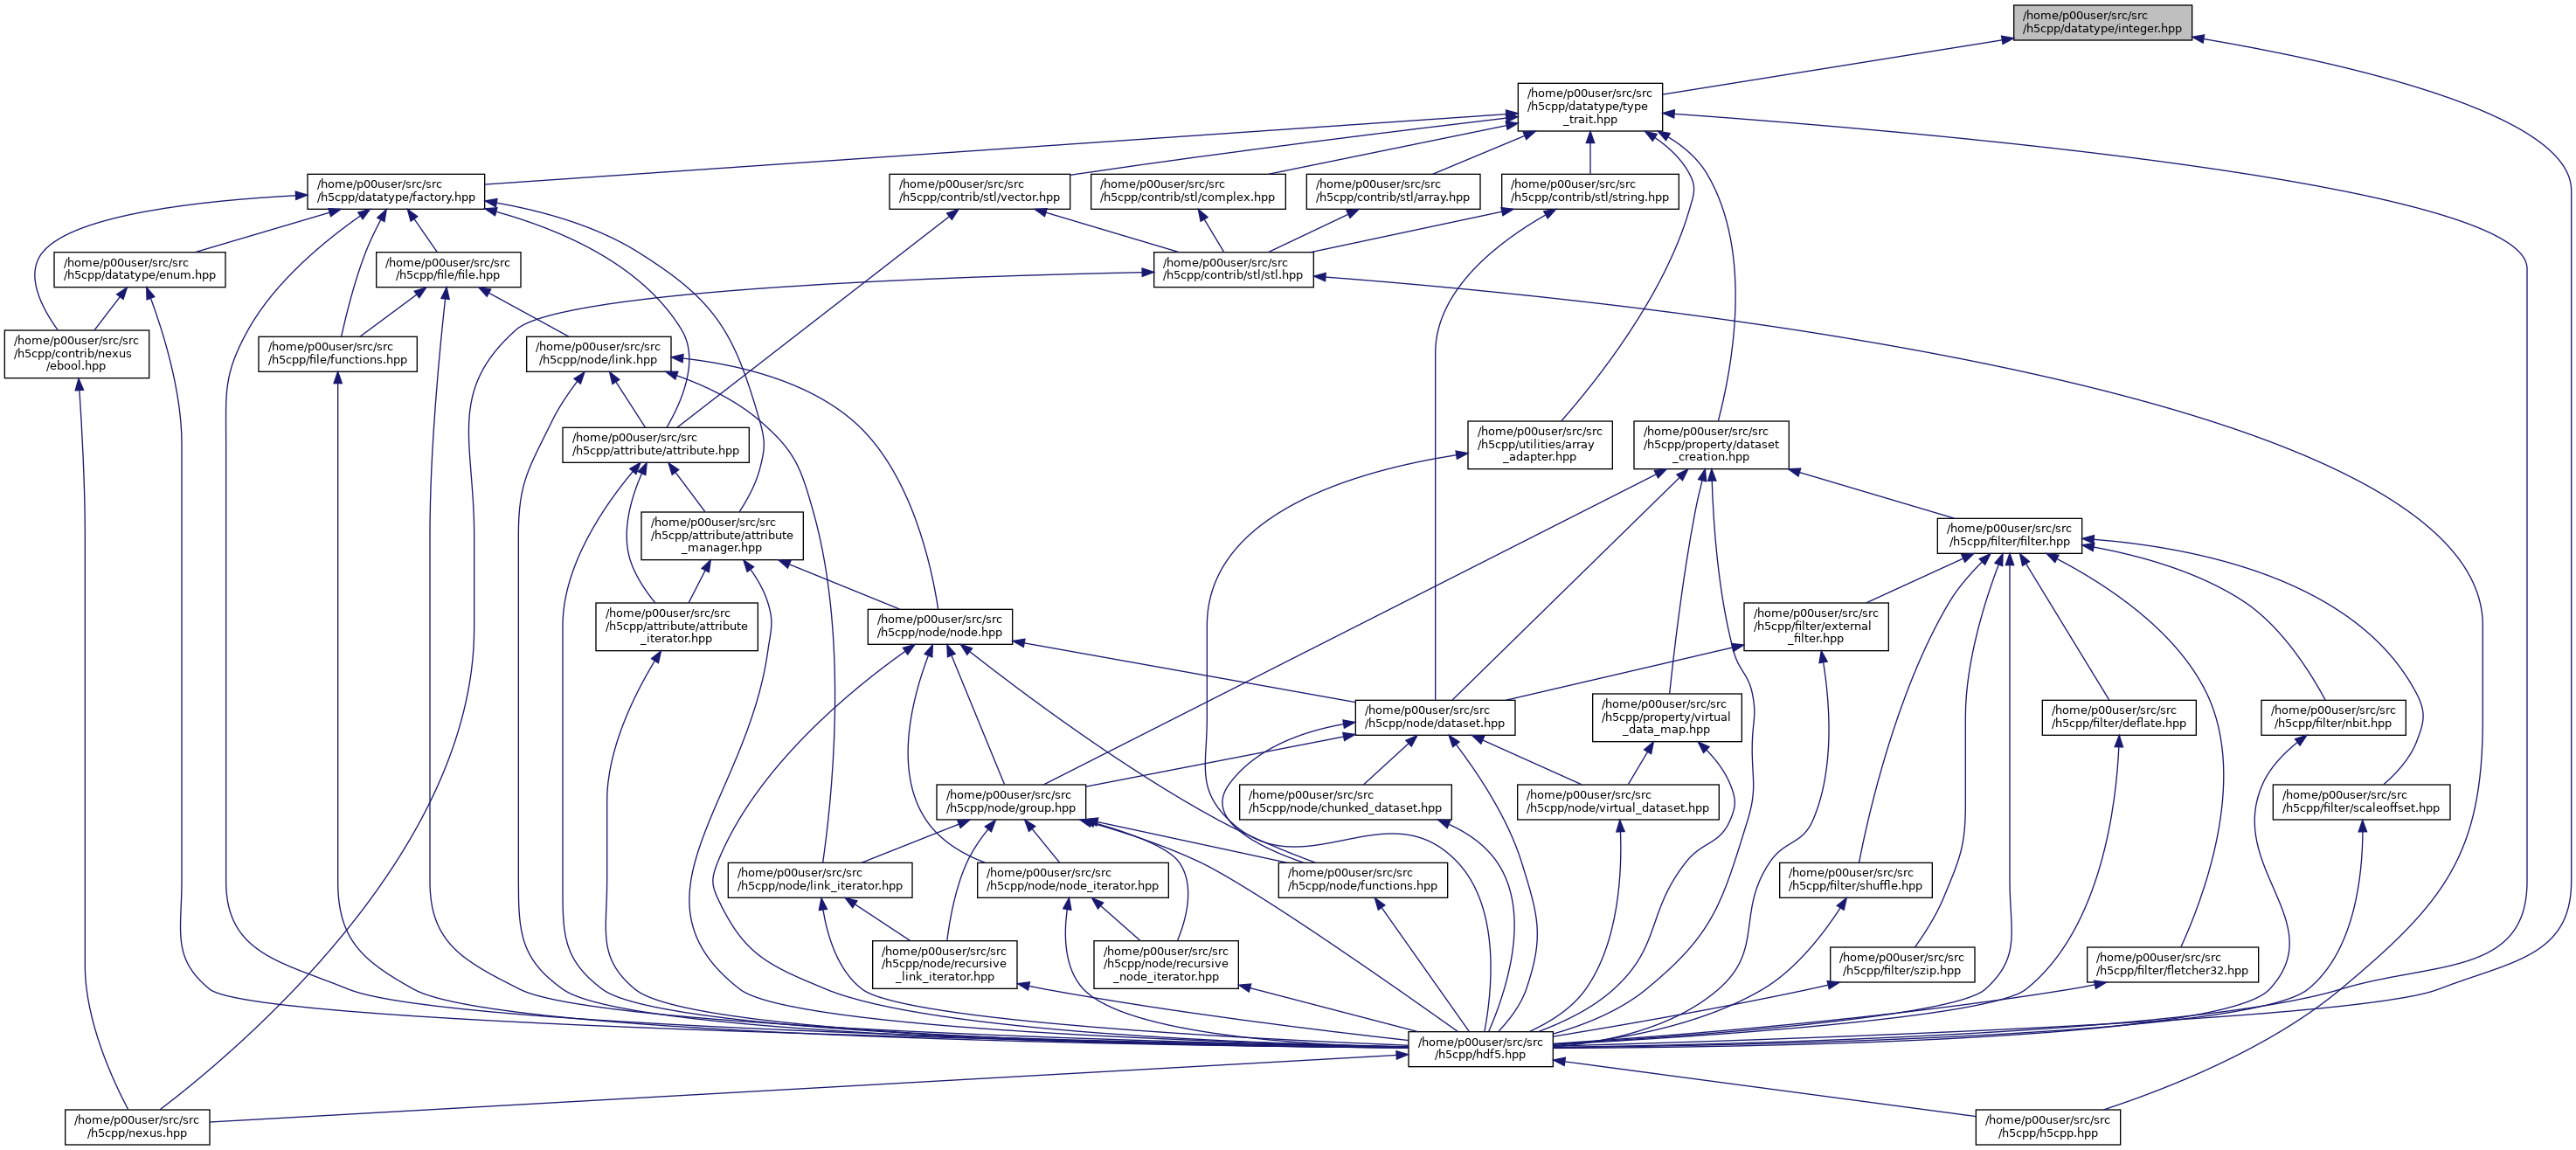 /home/p00user/src/src
/h5cpp/datatype/integer.hpp
/home/p00user/src/src
/h5cpp/datatype/type
_trait.hpp
/home/p00user/src/src
/h5cpp/datatype/factory.hpp
/home/p00user/src/src
/h5cpp/contrib/stl/vector.hpp
/home/p00user/src/src
/h5cpp/contrib/stl/complex.hpp
/home/p00user/src/src
/h5cpp/contrib/stl/array.hpp
/home/p00user/src/src
/h5cpp/contrib/stl/string.hpp
/home/p00user/src/src
/h5cpp/datatype/enum.hpp
/home/p00user/src/src
/h5cpp/file/file.hpp
/home/p00user/src/src
/h5cpp/contrib/stl/stl.hpp
/home/p00user/src/src
/h5cpp/contrib/nexus
/ebool.hpp
/home/p00user/src/src
/h5cpp/file/functions.hpp
/home/p00user/src/src
/h5cpp/node/link.hpp
/home/p00user/src/src
/h5cpp/attribute/attribute.hpp
/home/p00user/src/src
/h5cpp/utilities/array
_adapter.hpp
/home/p00user/src/src
/h5cpp/property/dataset
_creation.hpp
/home/p00user/src/src
/h5cpp/attribute/attribute
_manager.hpp
/home/p00user/src/src
/h5cpp/filter/filter.hpp
/home/p00user/src/src
/h5cpp/attribute/attribute
_iterator.hpp
/home/p00user/src/src
/h5cpp/node/node.hpp
/home/p00user/src/src
/h5cpp/filter/external
_filter.hpp
/home/p00user/src/src
/h5cpp/node/dataset.hpp
/home/p00user/src/src
/h5cpp/property/virtual
_data_map.hpp
/home/p00user/src/src
/h5cpp/filter/deflate.hpp
/home/p00user/src/src
/h5cpp/filter/nbit.hpp
/home/p00user/src/src
/h5cpp/node/group.hpp
/home/p00user/src/src
/h5cpp/node/chunked_dataset.hpp
/home/p00user/src/src
/h5cpp/node/virtual_dataset.hpp
/home/p00user/src/src
/h5cpp/filter/scaleoffset.hpp
/home/p00user/src/src
/h5cpp/node/link_iterator.hpp
/home/p00user/src/src
/h5cpp/node/node_iterator.hpp
/home/p00user/src/src
/h5cpp/node/functions.hpp
/home/p00user/src/src
/h5cpp/filter/shuffle.hpp
/home/p00user/src/src
/h5cpp/node/recursive
_link_iterator.hpp
/home/p00user/src/src
/h5cpp/node/recursive
_node_iterator.hpp
/home/p00user/src/src
/h5cpp/filter/szip.hpp
/home/p00user/src/src
/h5cpp/filter/fletcher32.hpp
/home/p00user/src/src
/h5cpp/hdf5.hpp
/home/p00user/src/src
/h5cpp/nexus.hpp
/home/p00user/src/src
/h5cpp/h5cpp.hpp